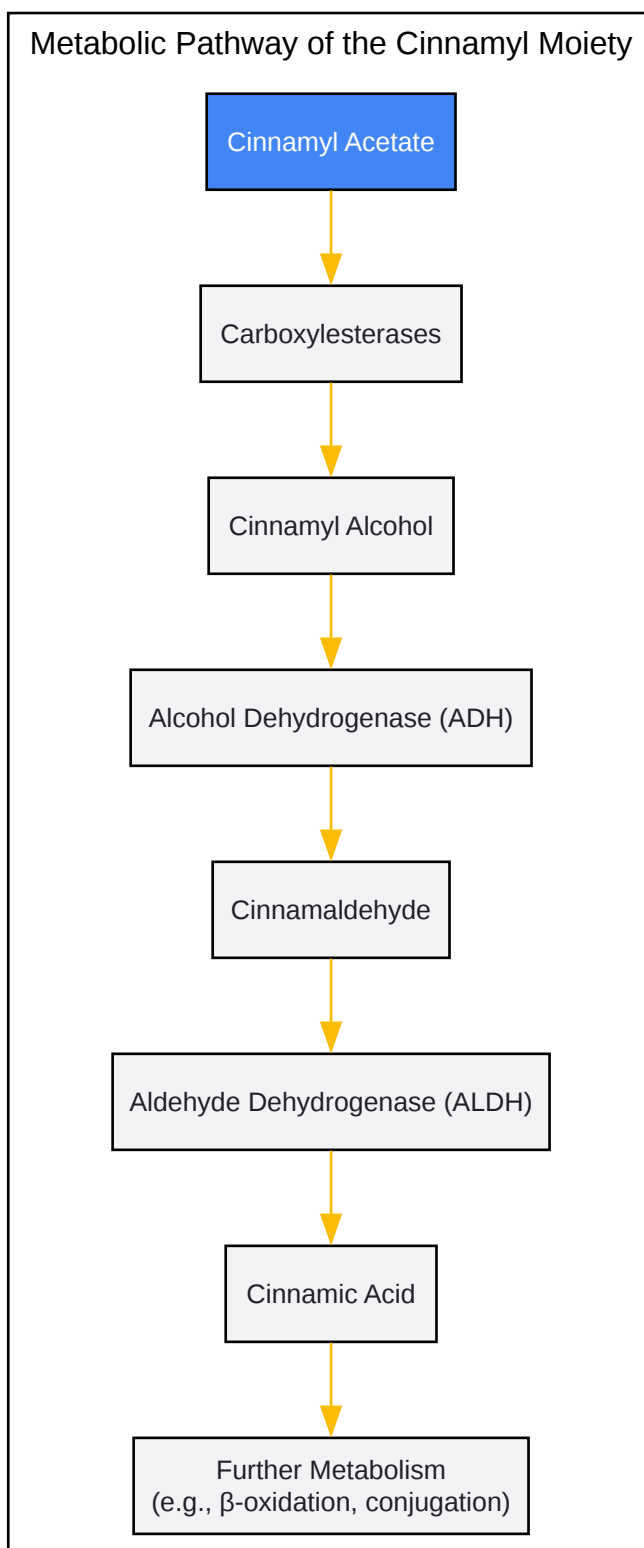 Metabolic Pathway of the Cinnamyl Moiety
Cinnamyl Acetate
Carboxylesterases
Cinnamyl Alcohol
Alcohol Dehydrogenase (ADH)
Cinnamaldehyde
Aldehyde Dehydrogenase (ALDH)
Cinnamic Acid
Further Metabolism
(e.g., β-oxidation, conjugation)